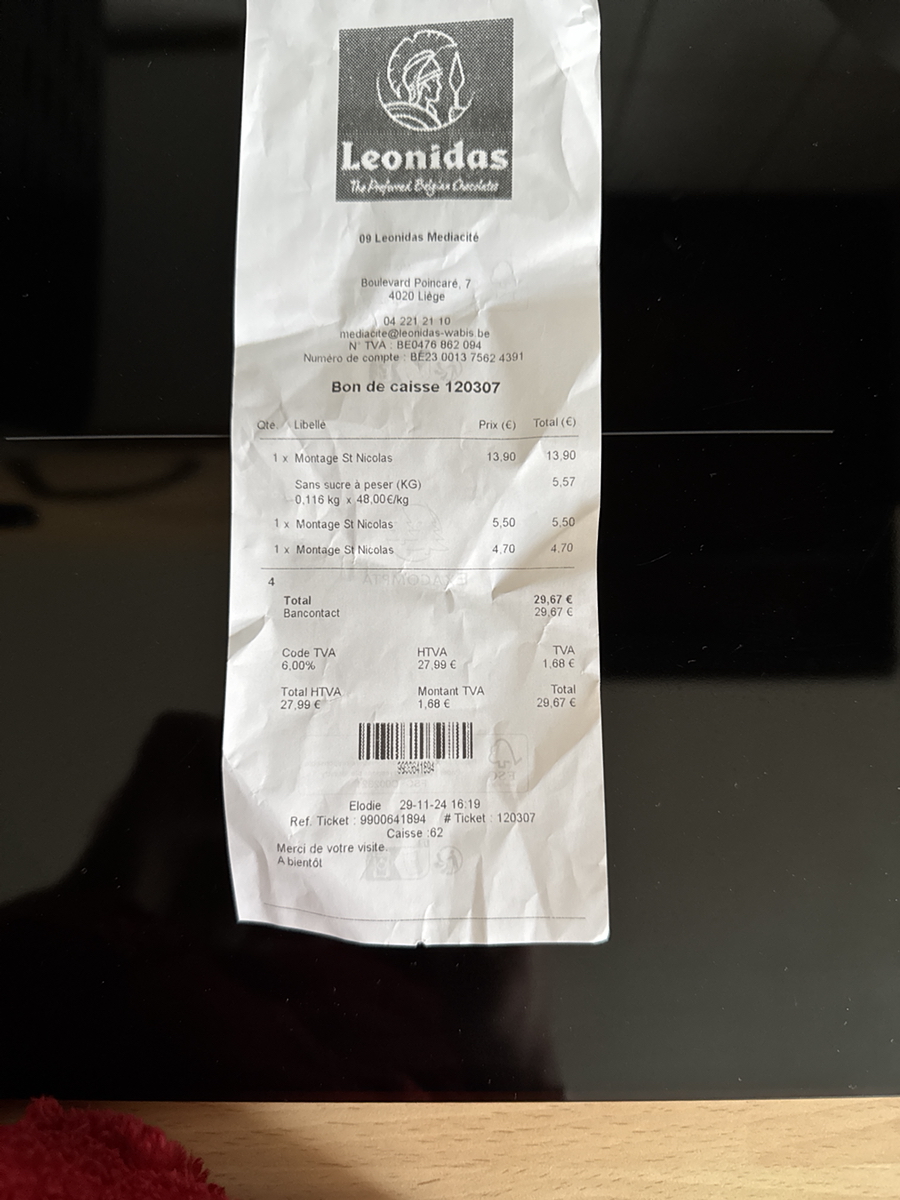 Leonidas
The Preferred Belgian Chocolates
09 Leonidas Mediacité
Boulevard Poincaré, 7
4020 Liège
04 221 21 10
mediacite@leonidas-wabis.be
N° TVA : BE0476 862 094
Numéro de compte : BE23 0013 7562 4391
Bon de caisse 120307
Qté. Libellé Prix (€) Total (€)
1 x Montage St Nicolas 13,90 13,90
Sans sucre à peser (KG) 5,57
0,116 kg x 48,00€/kg
1 x Montage St Nicolas 5,50 5,50
1 x Montage St Nicolas 4,70 4,70
4
Total 29,67 €
Bancontact 29,67 €
Code TVA HTVA TVA
6,00% 27,99 € 1,68 €
Total HTVA Montant TVA Total
27,99 € 1,68 € 29,67 €
9900641894
Elodie 29-11-24 16:19
Ref. Ticket : 9900641894 # Ticket : 120307
Caisse :62
Merci de votre visite.
A bientôt